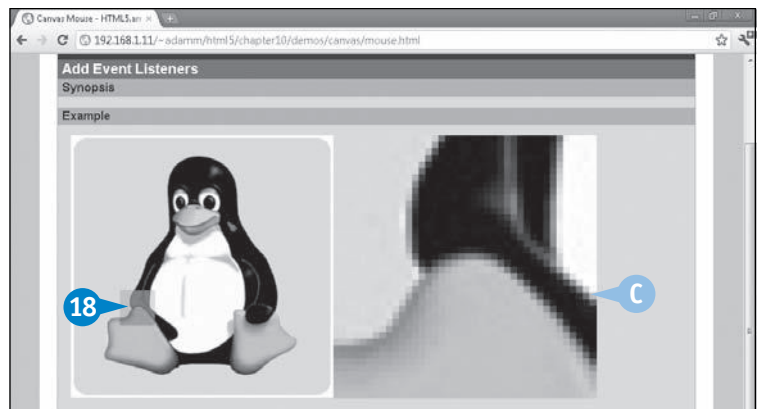 Canvas Mouse - HTML5.an
192.168.1.11/~adamm/html5/chapter10/demos/canvas/mouse.html
Add Event Listeners
Synopsis
Example
18
C